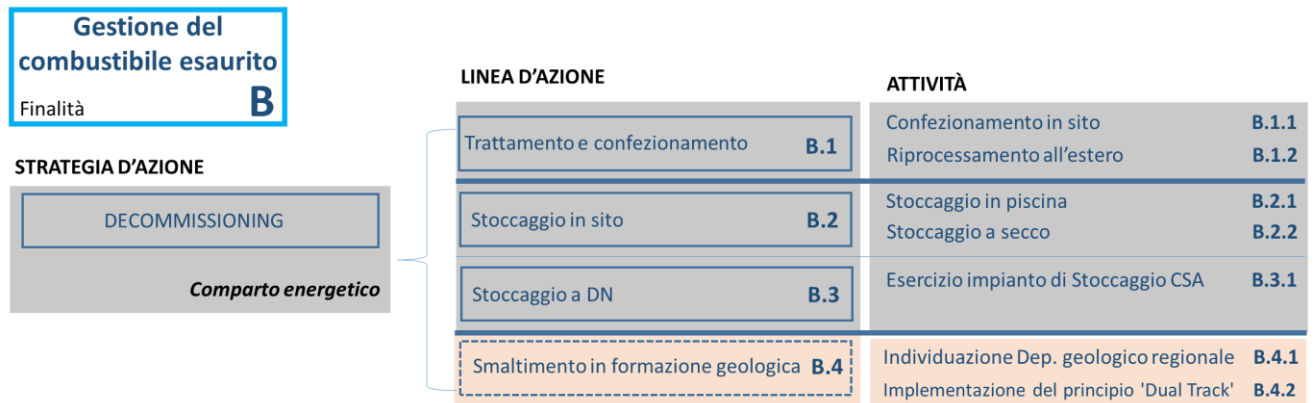 Gestione del
combustibile esaurito
Finalità B
STRATEGIA D'AZIONE
DECOMMISSIONING
Comparto energetico
LINEA D'AZIONE
ATTIVITÀ
Trattamento e confezionamento B.1
Confezionamento in sito B.1.1
Riprocessamento all'estero B.1.2
Stoccaggio in sito B.2
Stoccaggio in piscina B.2.1
Stoccaggio a secco B.2.2
Stoccaggio a DN B.3
Esercizio impianto di Stoccaggio CSA B.3.1
Smaltimento in formazione geologica B.4
Individuazione Dep. geologico regionale B.4.1
Implementazione del principio 'Dual Track' B.4.2